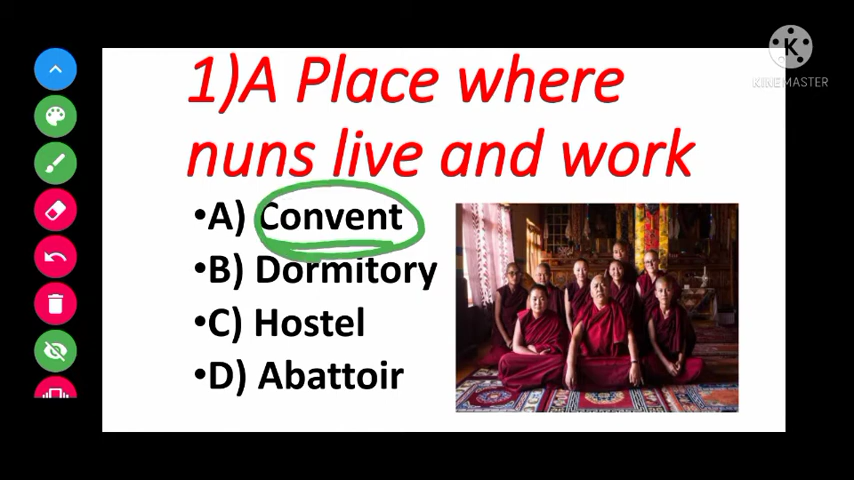 1)A Place where
nuns live and work
•A) Convent
•B) Dormitory
•C) Hostel
•D) Abattoir
K
KINEMASTER